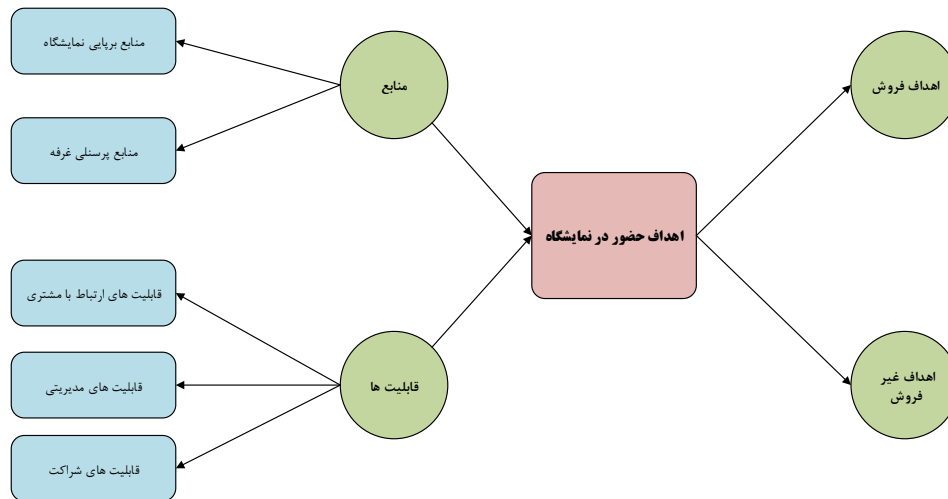 منابع برپایی نمایشگاه
منابع پرسنلی غرفه
منابع
اهداف فروش
اهداف حضور در نمایشگاه
قابلیت های ارتباط با مشتری
قابلیت های مدیریتی
قابلیت های شراکت
قابلیت ها
اهداف غیر
فروش